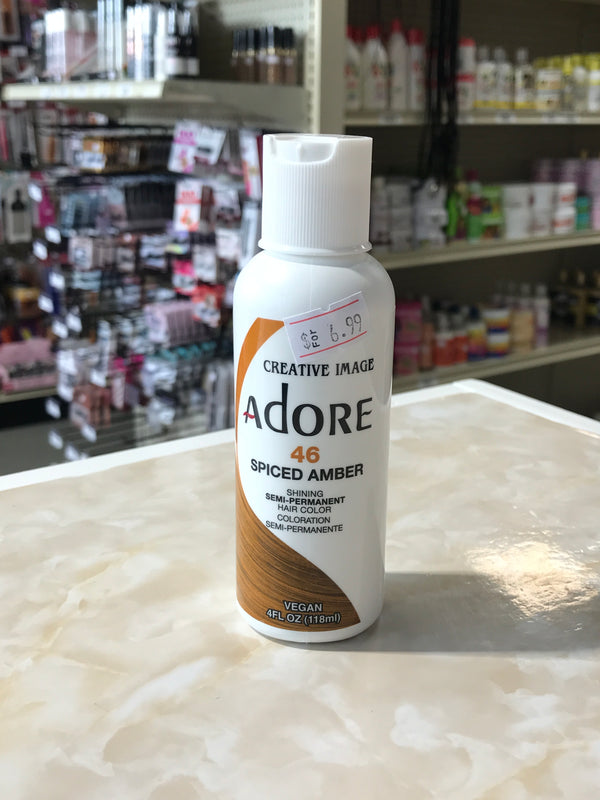 FOR 6.99
CREATIVE IMAGE
ADORE
46
SPICED AMBER
SHINING
SEMI-PERMANENT
HAIR COLOR
COLORATION
SEMI-PERMANENTE
VEGAN
4FL OZ (118ml)